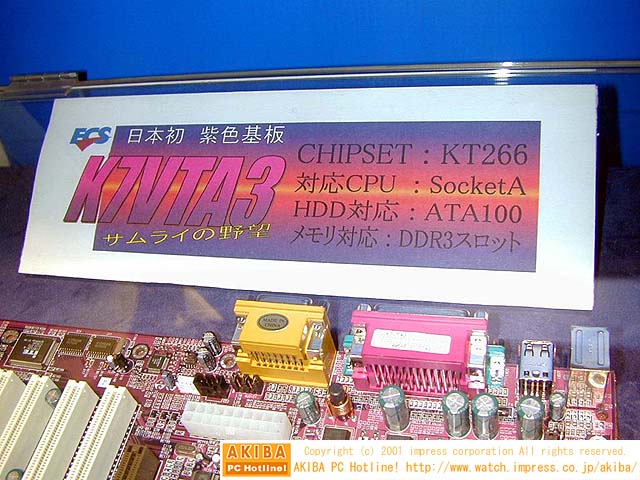 ECS 日本初 紫色基板
K7VTA3
サムライの野望
CHIPSET : KT266
対応CPU : SocketA
HDD対応 : ATA100
メモリ対応 : DDR3スロット
MADE IN CHINA
AKIBA
PC Hotline!
Copyright (c) 2001 impress corporation All rights reserved.
AKIBA PC Hotline! http://www.watch.impress.co.jp/akiba/